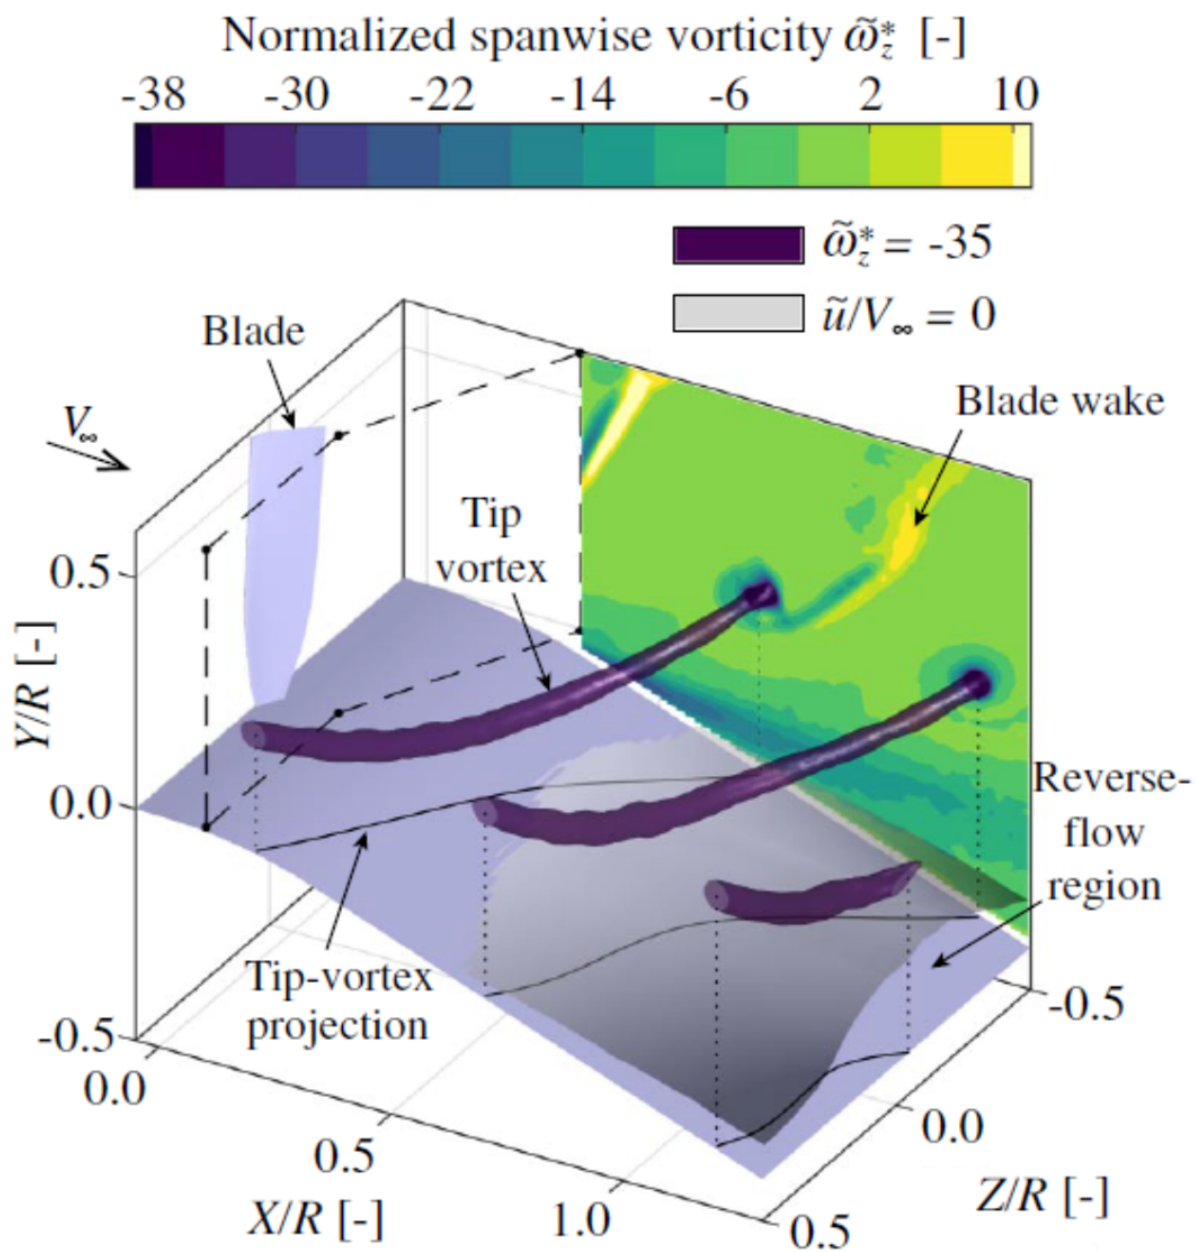 Normalized spanwise vorticity ω̃*z [-]
-38 -30 -22 -14 -6 2 10
ω̃*z = -35
ũ/V∞ = 0
Blade
V∞
Blade wake
Tip
vortex
0.5
Y/R [-]
0.0
Reverse-
flow
region
Tip-vortex
projection
-0.5
-0.5
0.0
0.0
0.5
X/R [-]
1.0
Z/R [-]
0.5